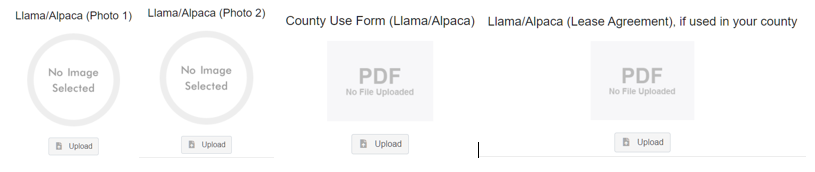 Llama/Alpaca (Photo 1)
No Image
Selected
Upload
Llama/Alpaca (Photo 2)
No Image
Selected
Upload
County Use Form (Llama/Alpaca)
PDF
No File Uploaded
Upload
Llama/Alpaca (Lease Agreement), if used in your county
PDF
No File Uploaded
Upload